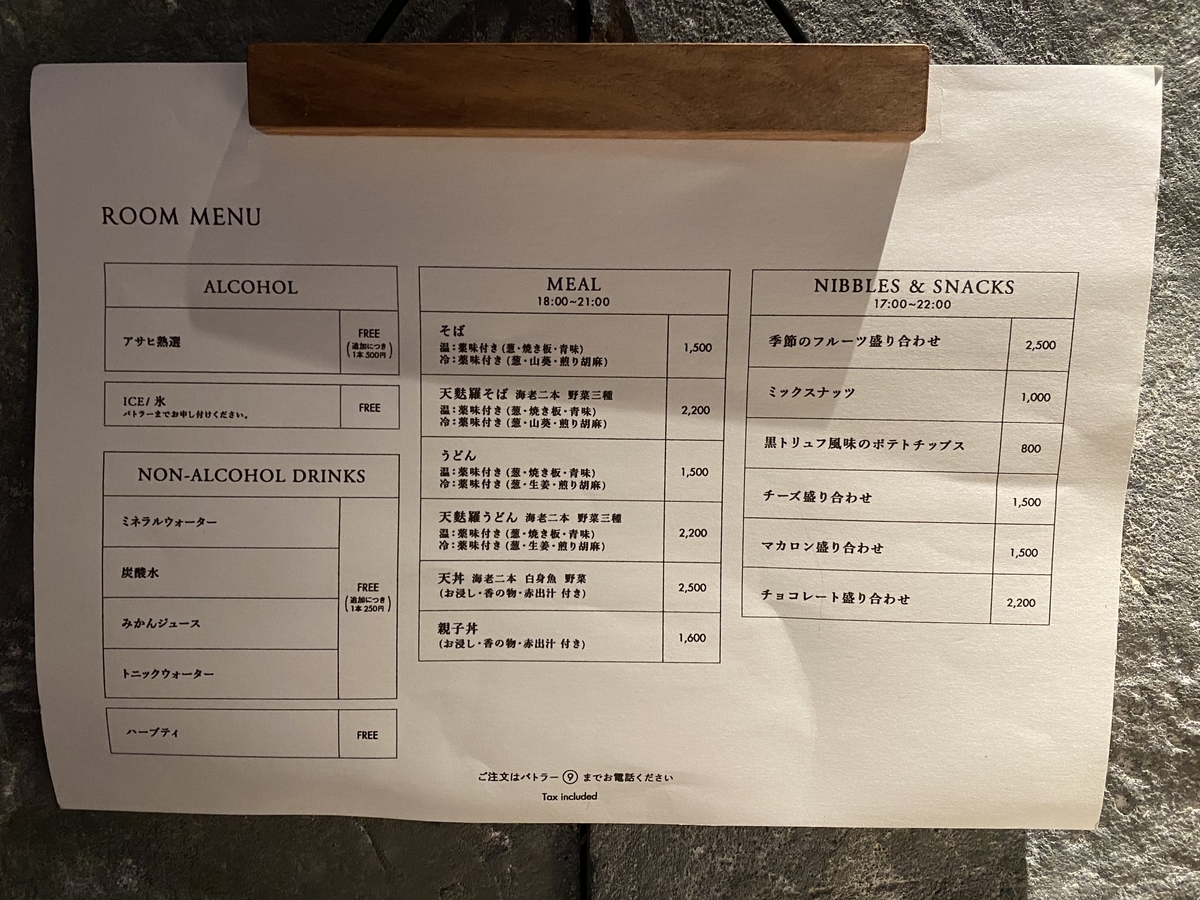 ROOM MENU
ALCOHOL
アサヒ熟選
FREE
(追加につき
1本 500円)
ICE/ 氷
バトラーまでお申し付けください。
FREE
NON-ALCOHOL DRINKS
ミネラルウォーター
炭酸水
みかんジュース
トニックウォーター
FREE
(追加につき
1本 250円)
ハーブティ
FREE
MEAL
18:00~21:00
そば
温：薬味付き (葱・焼き板・青味)
冷：薬味付き (葱・山葵・煎り胡麻)
1,500
天麩羅そば 海老二本 野菜三種
温：薬味付き (葱・焼き板・青味)
冷：薬味付き (葱・山葵・煎り胡麻)
2,200
うどん
温：薬味付き (葱・焼き板・青味)
冷：薬味付き (葱・生姜・煎り胡麻)
1,500
天麩羅うどん 海老二本 野菜三種
温：薬味付き (葱・焼き板・青味)
冷：薬味付き (葱・生姜・煎り胡麻)
2,200
天丼 海老二本 白身魚 野菜
(お浸し・香の物・赤出汁 付き)
2,500
親子丼
(お浸し・香の物・赤出汁 付き)
1,600
NIBBLES & SNACKS
17:00~22:00
季節のフルーツ盛り合わせ
2,500
ミックスナッツ
1,000
黒トリュフ風味のポテトチップス
800
チーズ盛り合わせ
1,500
マカロン盛り合わせ
1,500
チョコレート盛り合わせ
2,200
ご注文はバトラー ⑨ までお電話ください
Tax included